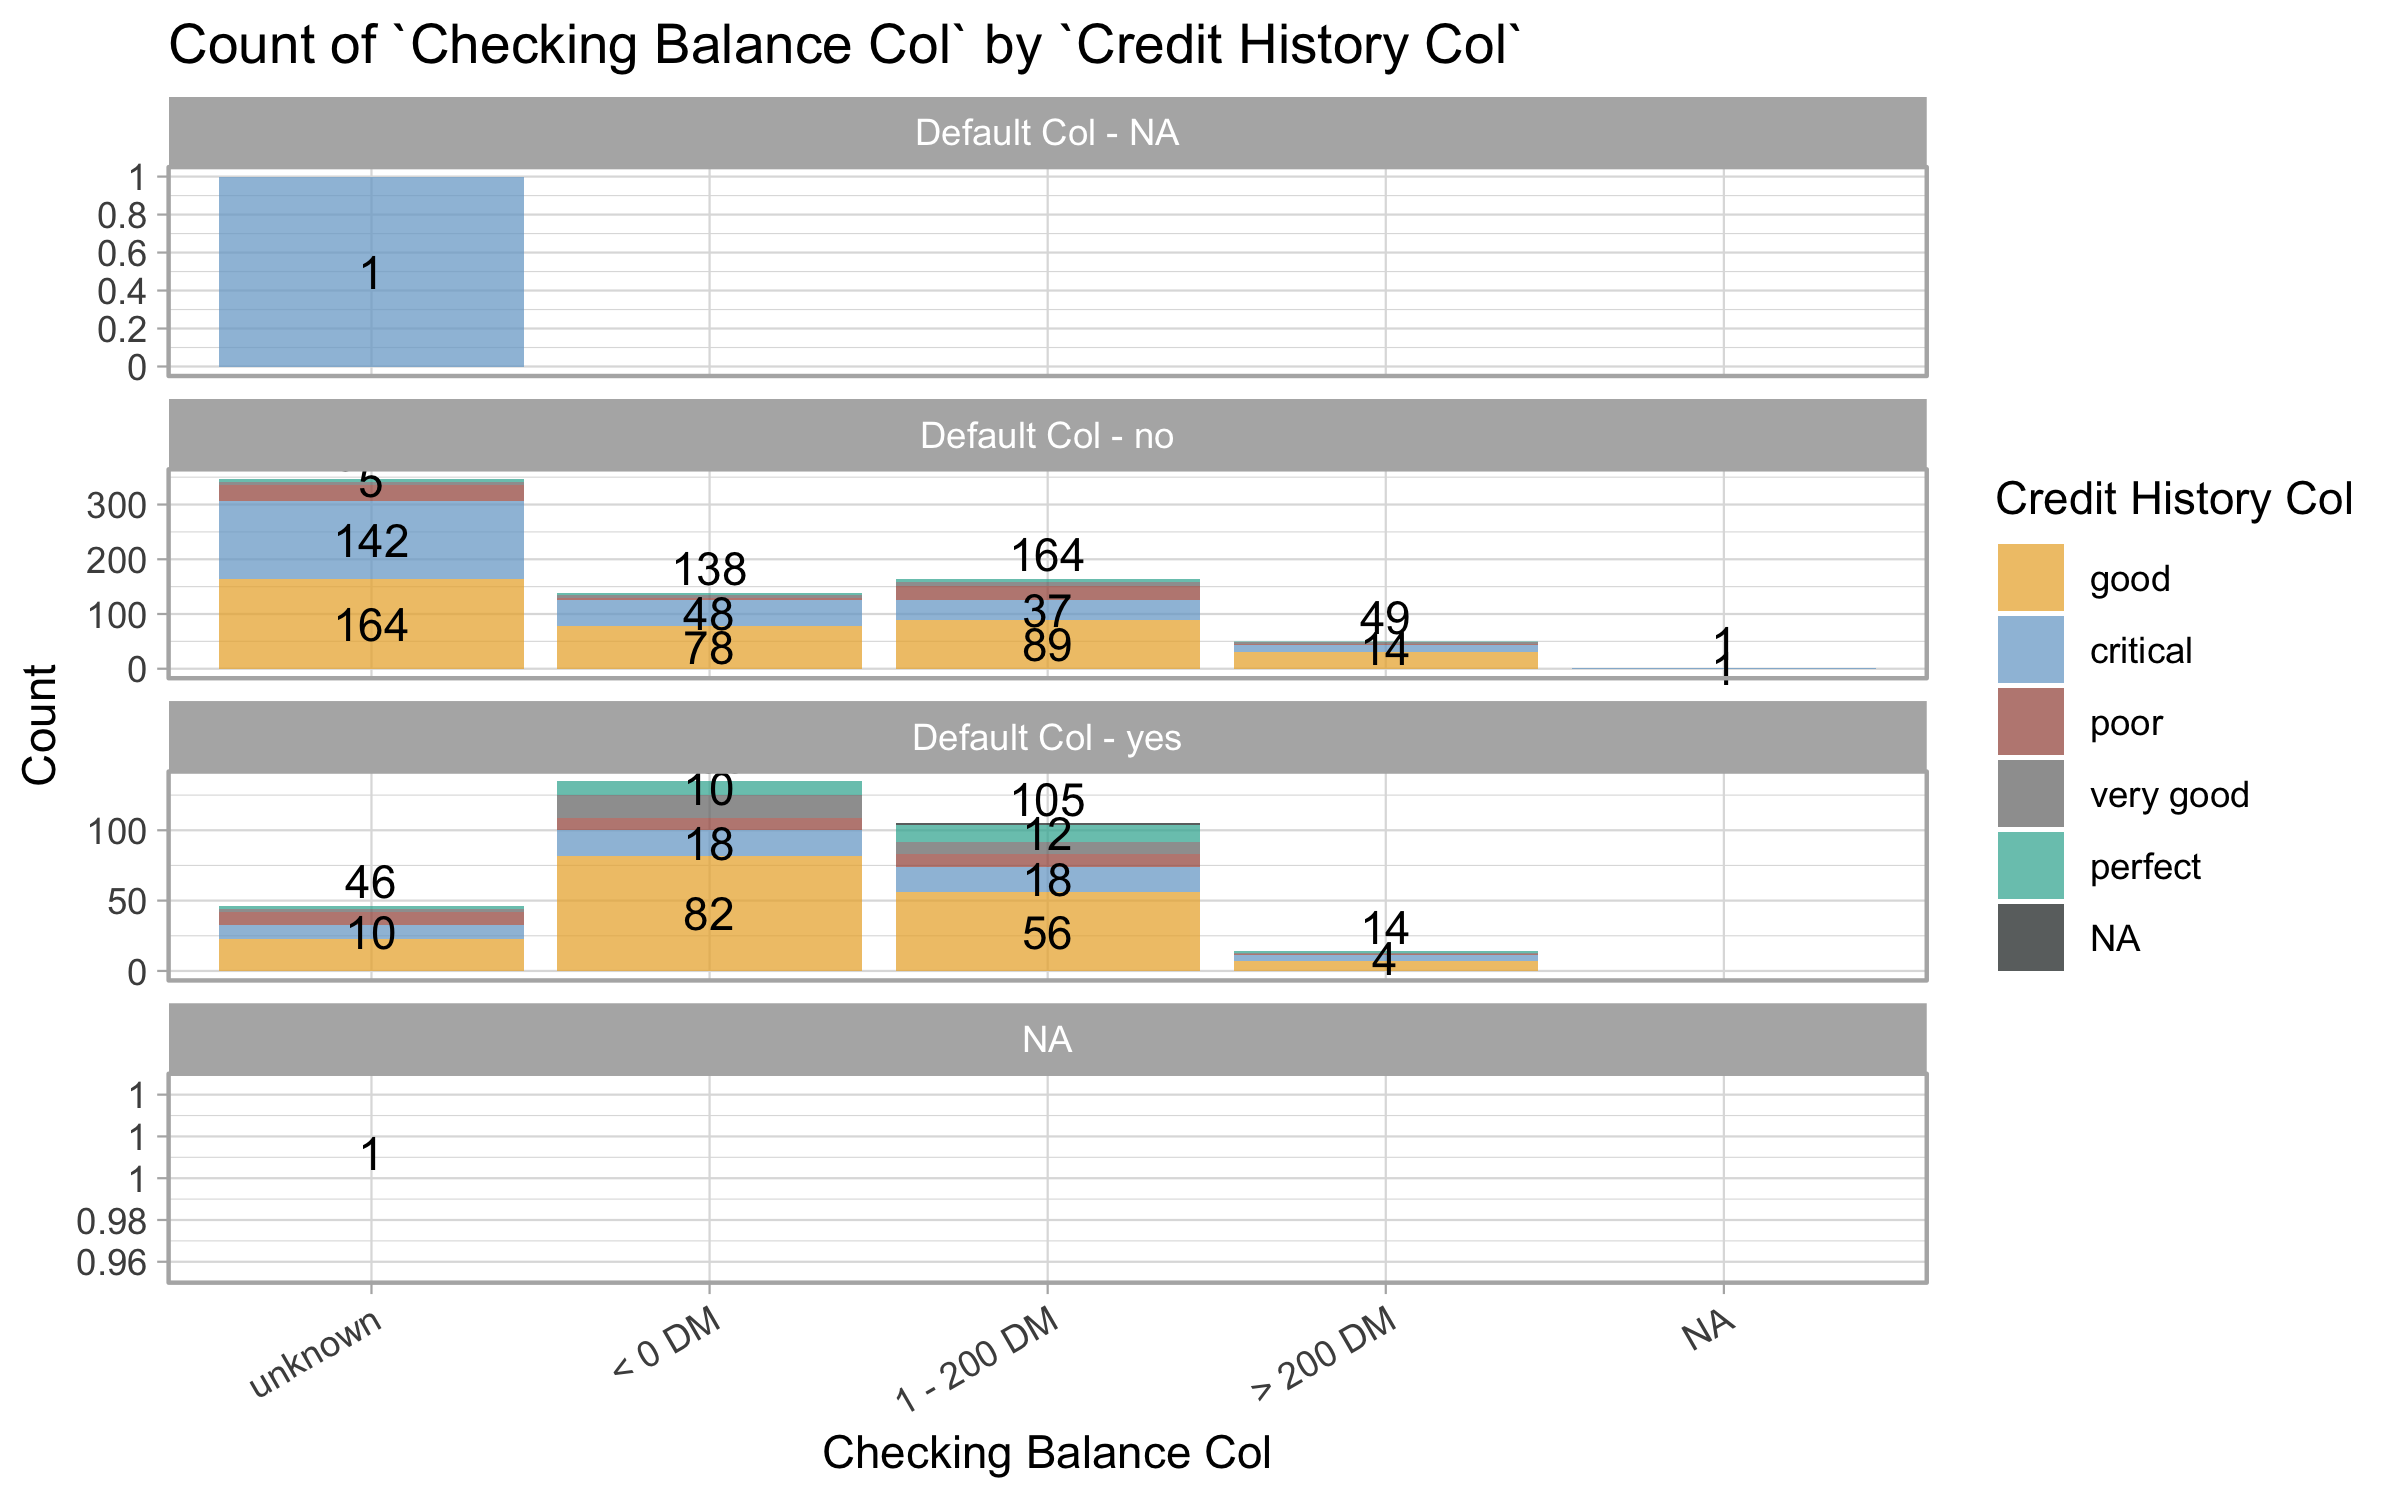 Count of `Checking Balance Col` by `Credit History Col`
Default Col - NA
1
0.8
0.6
0.4
0.2
0
1
Default Col - no
300
200
100
0
5
142
164
138
48
78
164
37
89
49
14
1
1
Default Col - yes
100
50
0
46
10
10
18
82
105
12
18
56
14
4
NA
1
1
1
0.98
0.96
1
unknown
< 0 DM
1 - 200 DM
> 200 DM
NA
Checking Balance Col
Count
Credit History Col
good
critical
poor
very good
perfect
NA